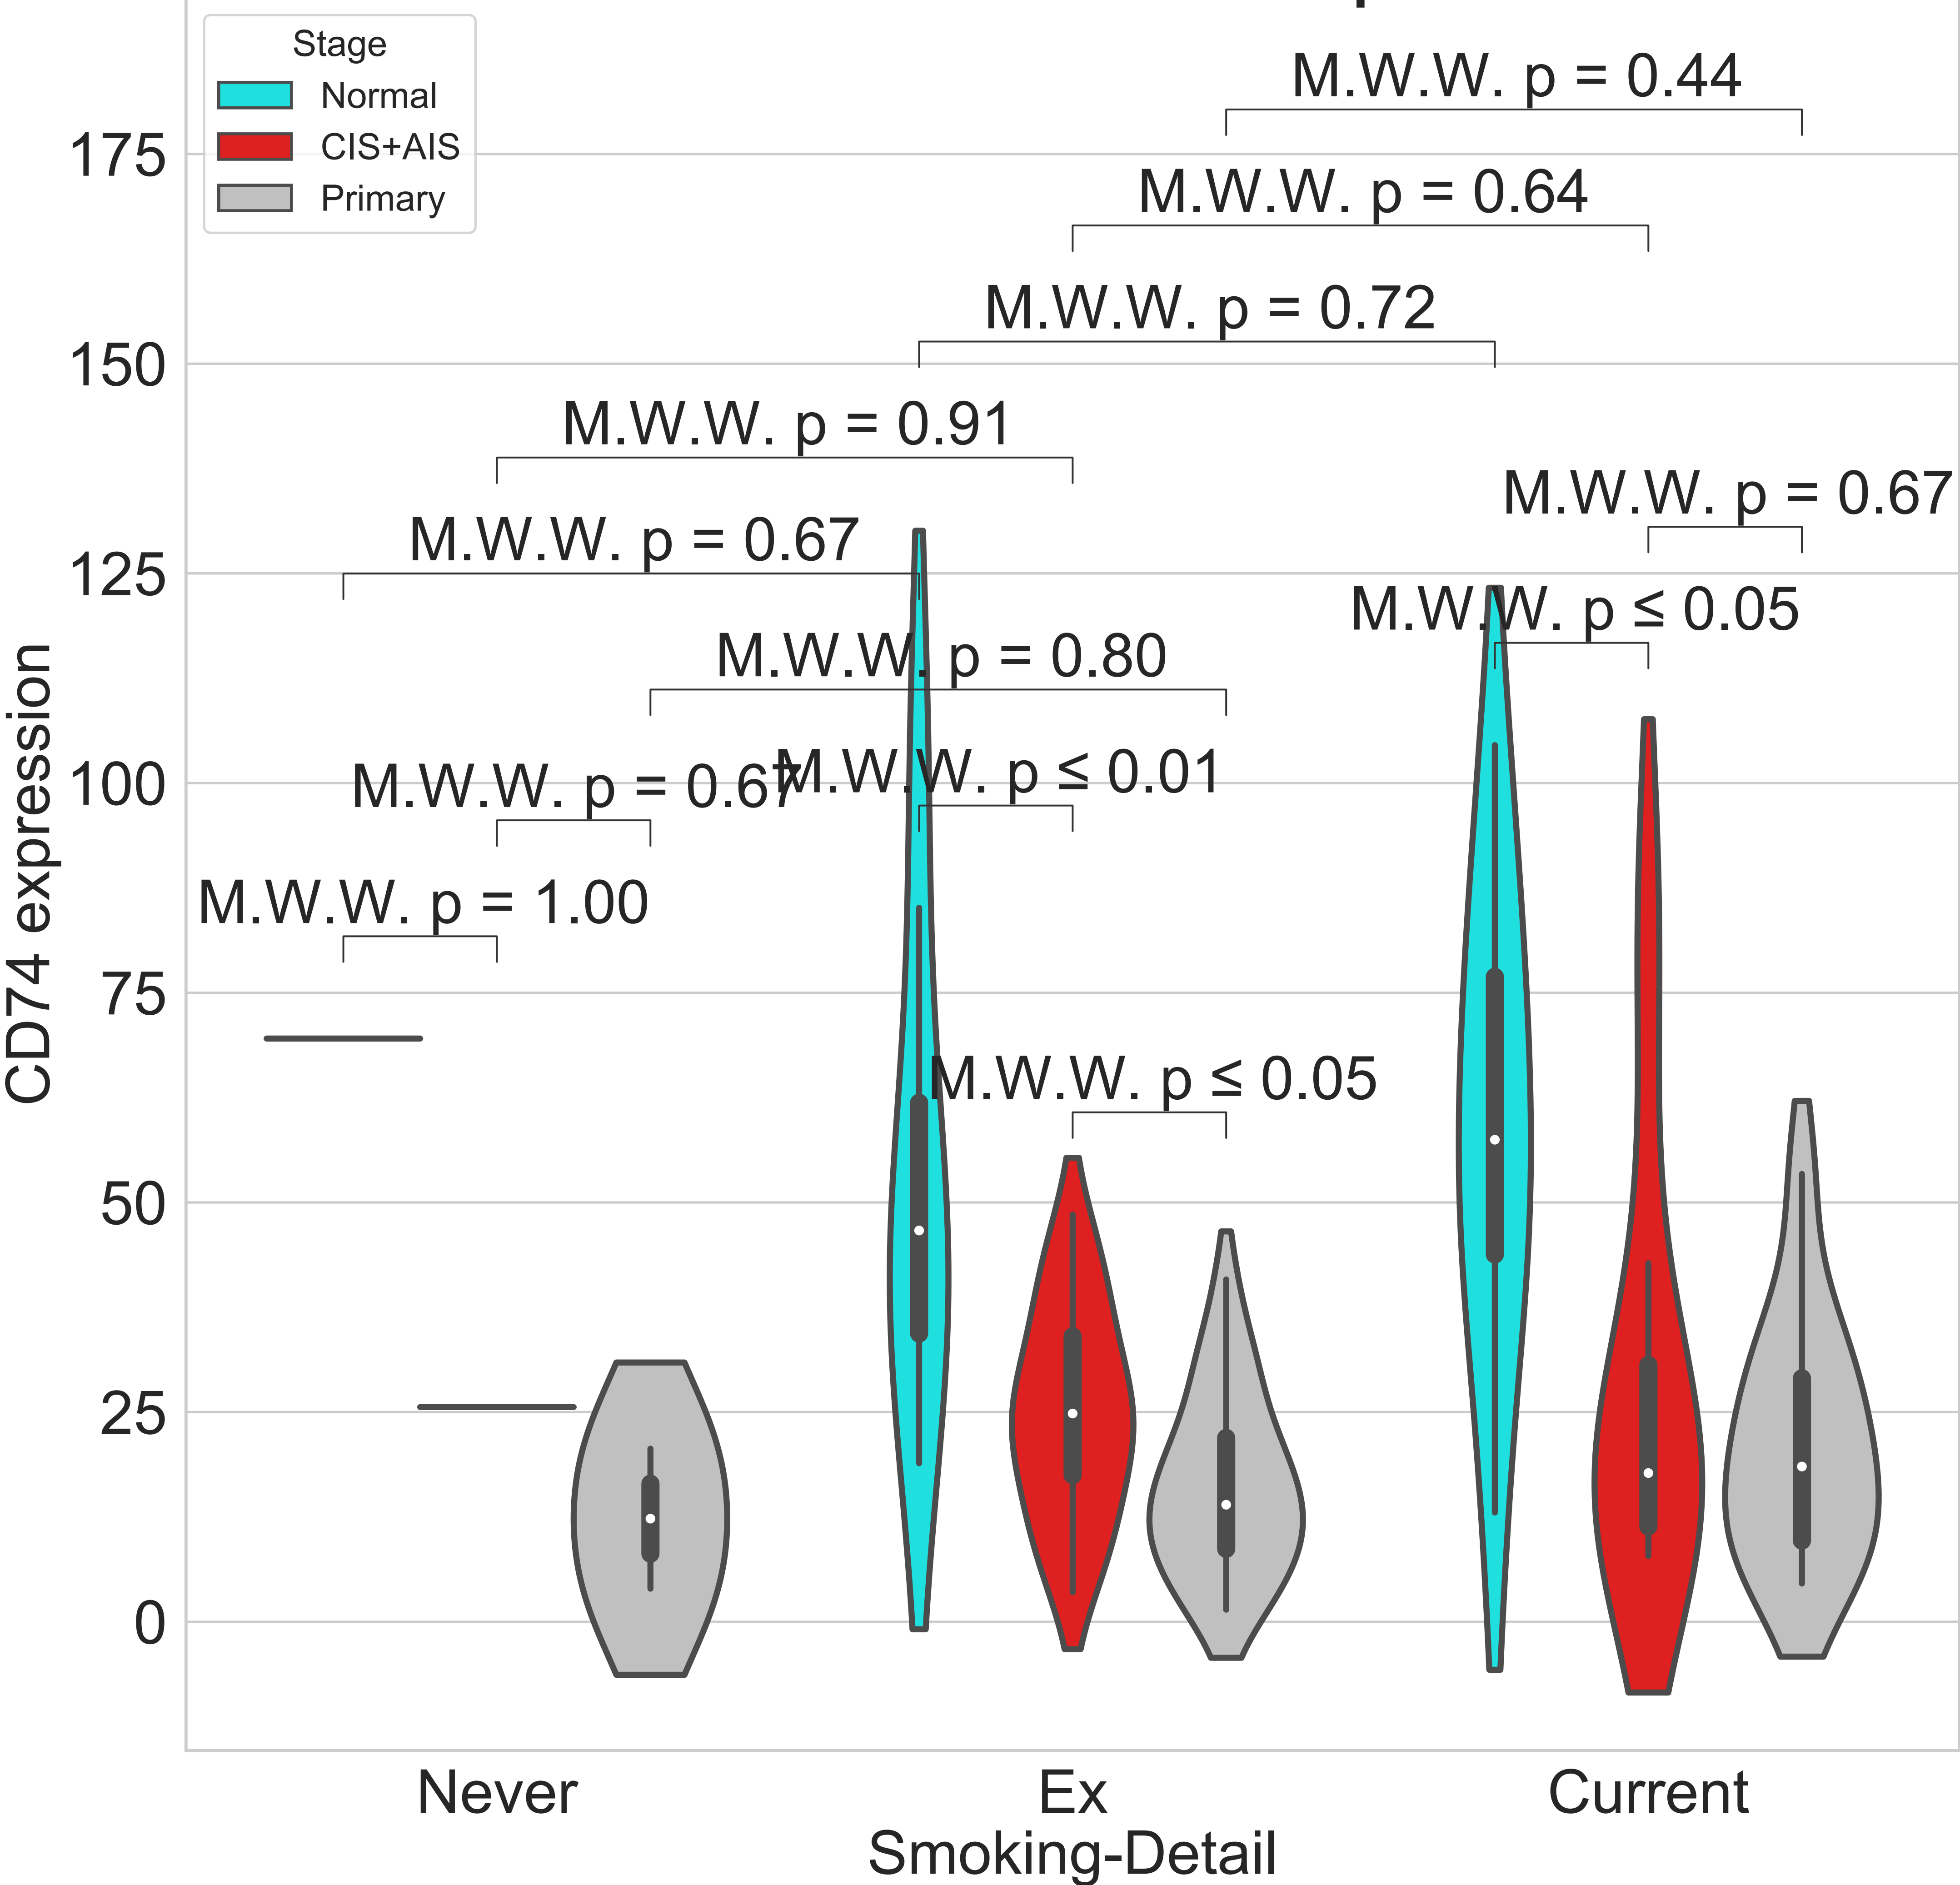 Stage
Normal
CIS+AIS
Primary
M.W.W. p = 0.44
175
M.W.W. p = 0.64
M.W.W. p = 0.72
150
M.W.W. p = 0.91
M.W.W. p = 0.67
M.W.W. p = 0.67
125
M.W.W. p ≤ 0.05
M.W.W. p = 0.80
M.W.W. p ≤ 0.01
100
M.W.W. p = 0.67
M.W.W. p = 1.00
CD74 expression
75
M.W.W. p ≤ 0.05
50
25
0
Never
Ex
Current
Smoking-Detail